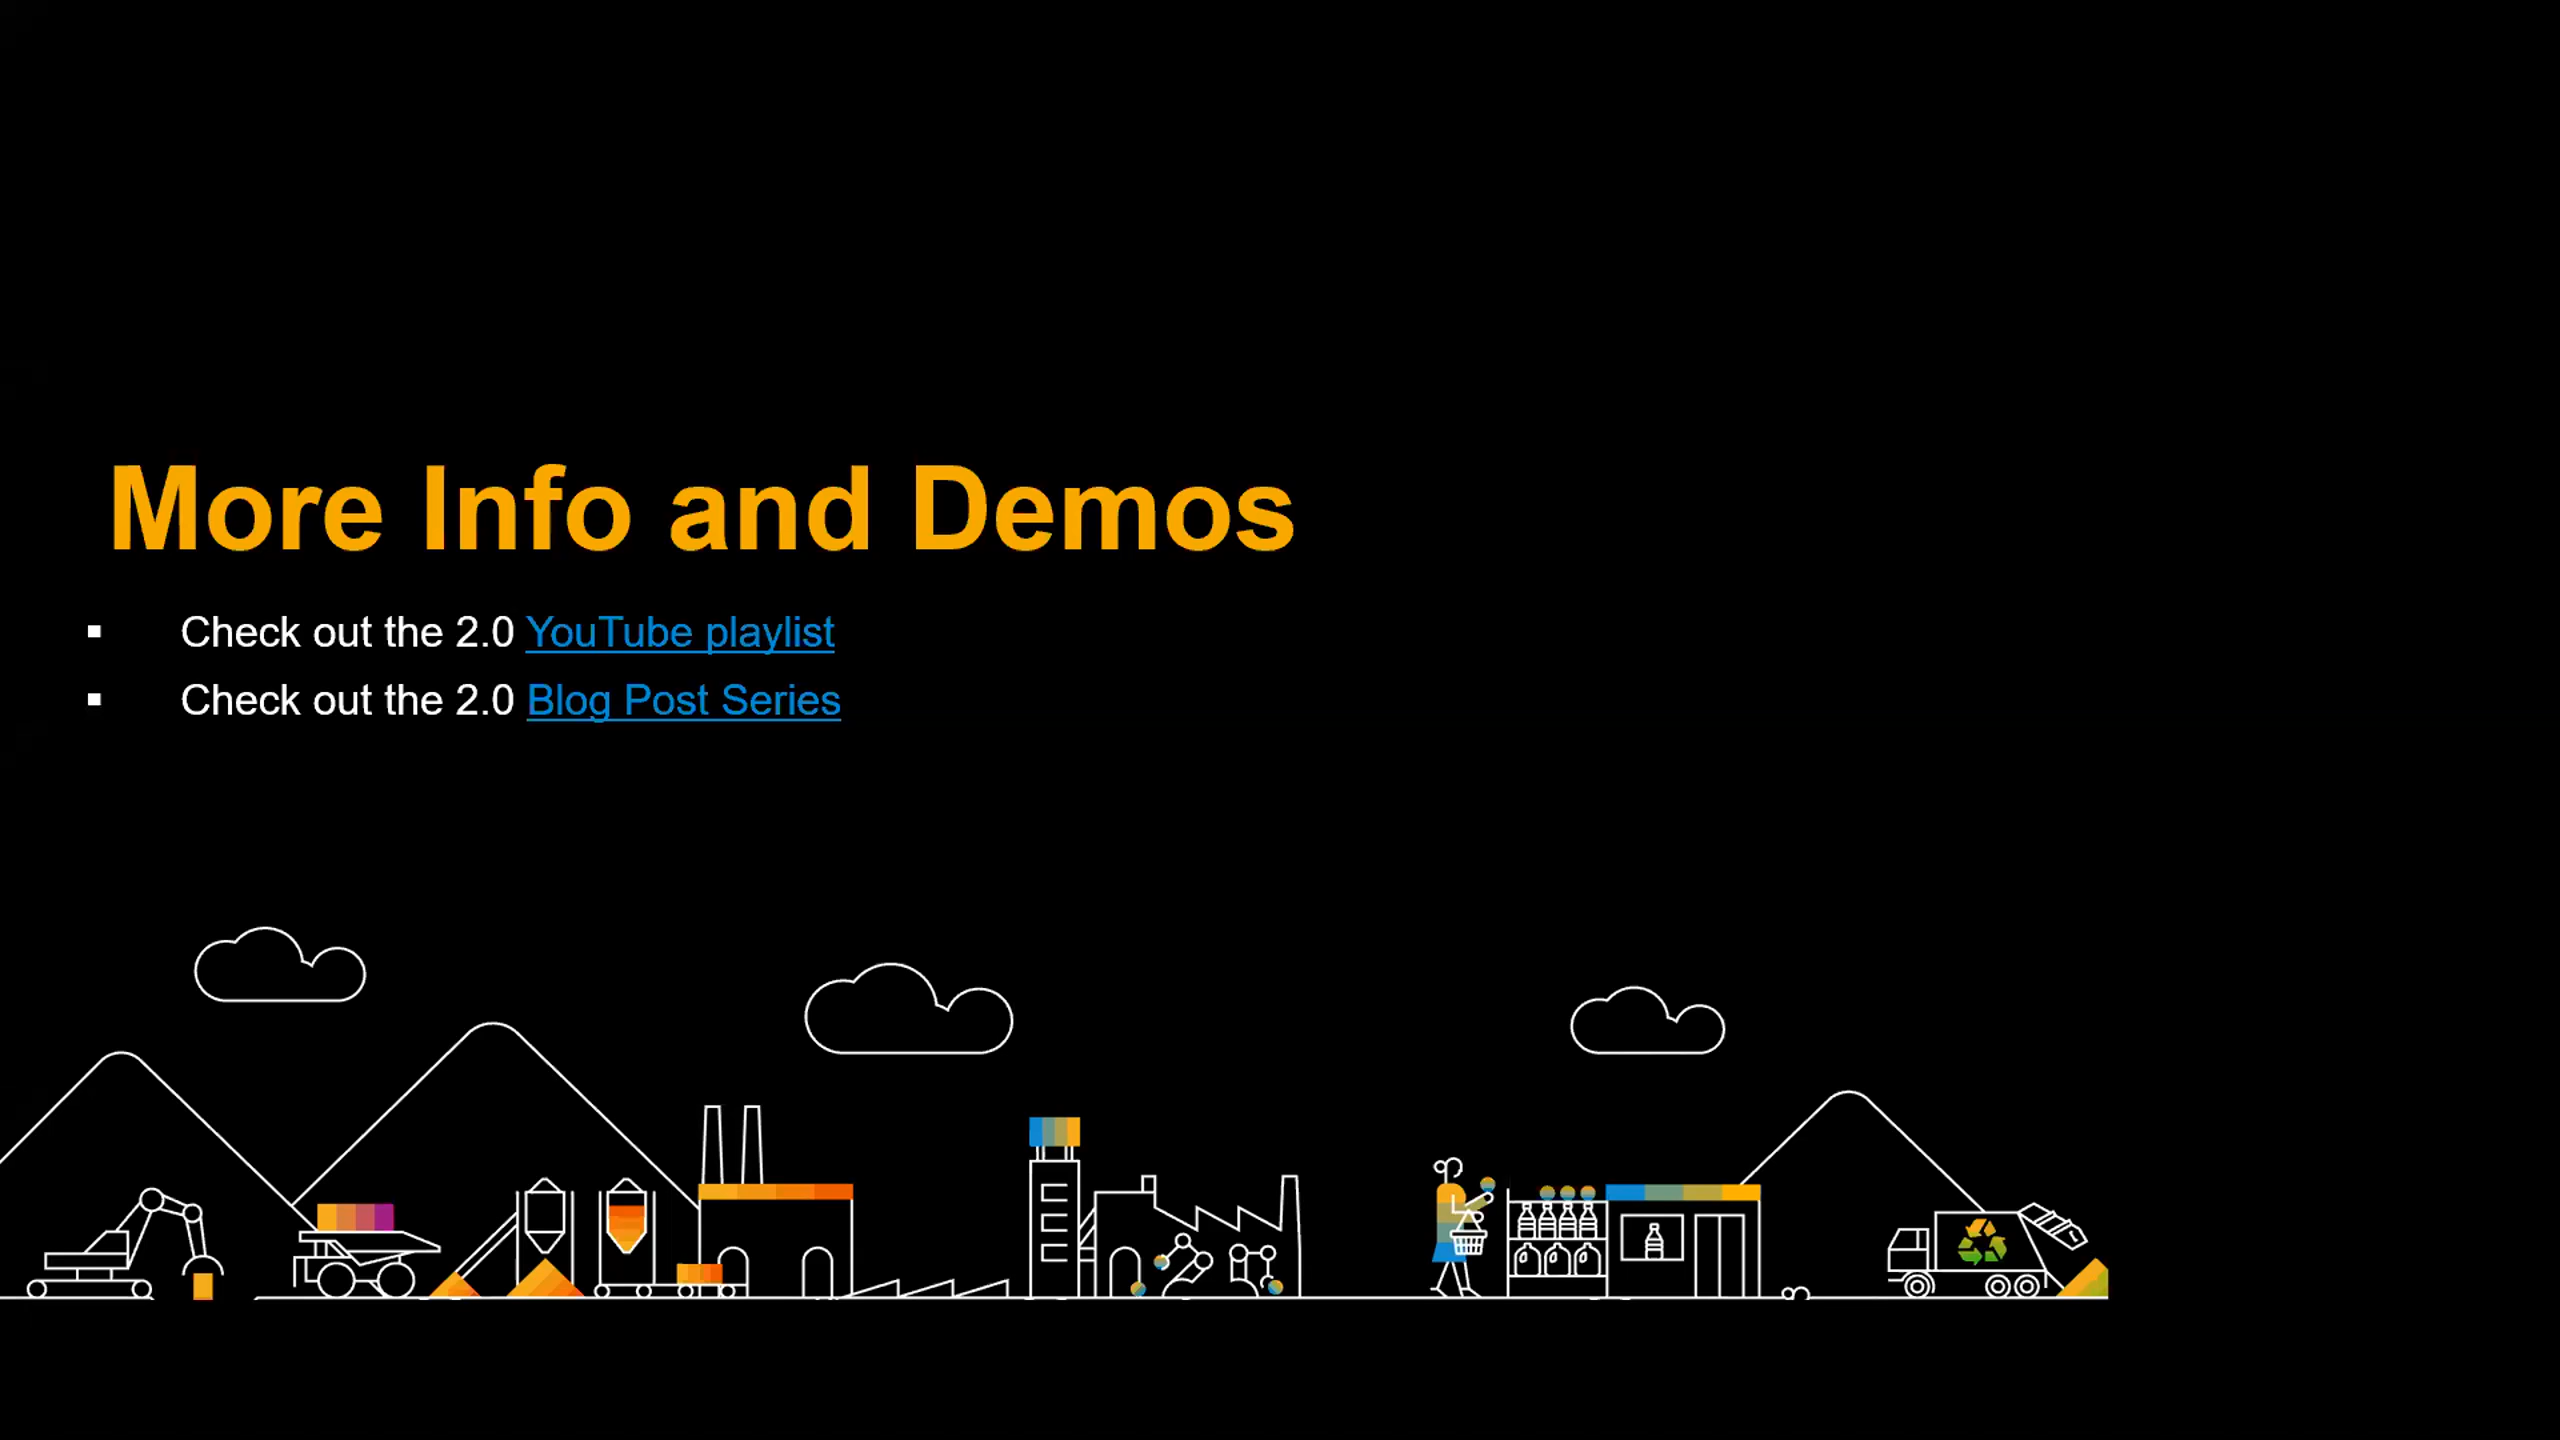 More Info and Demos
▪ Check out the 2.0 YouTube playlist
▪ Check out the 2.0 Blog Post Series